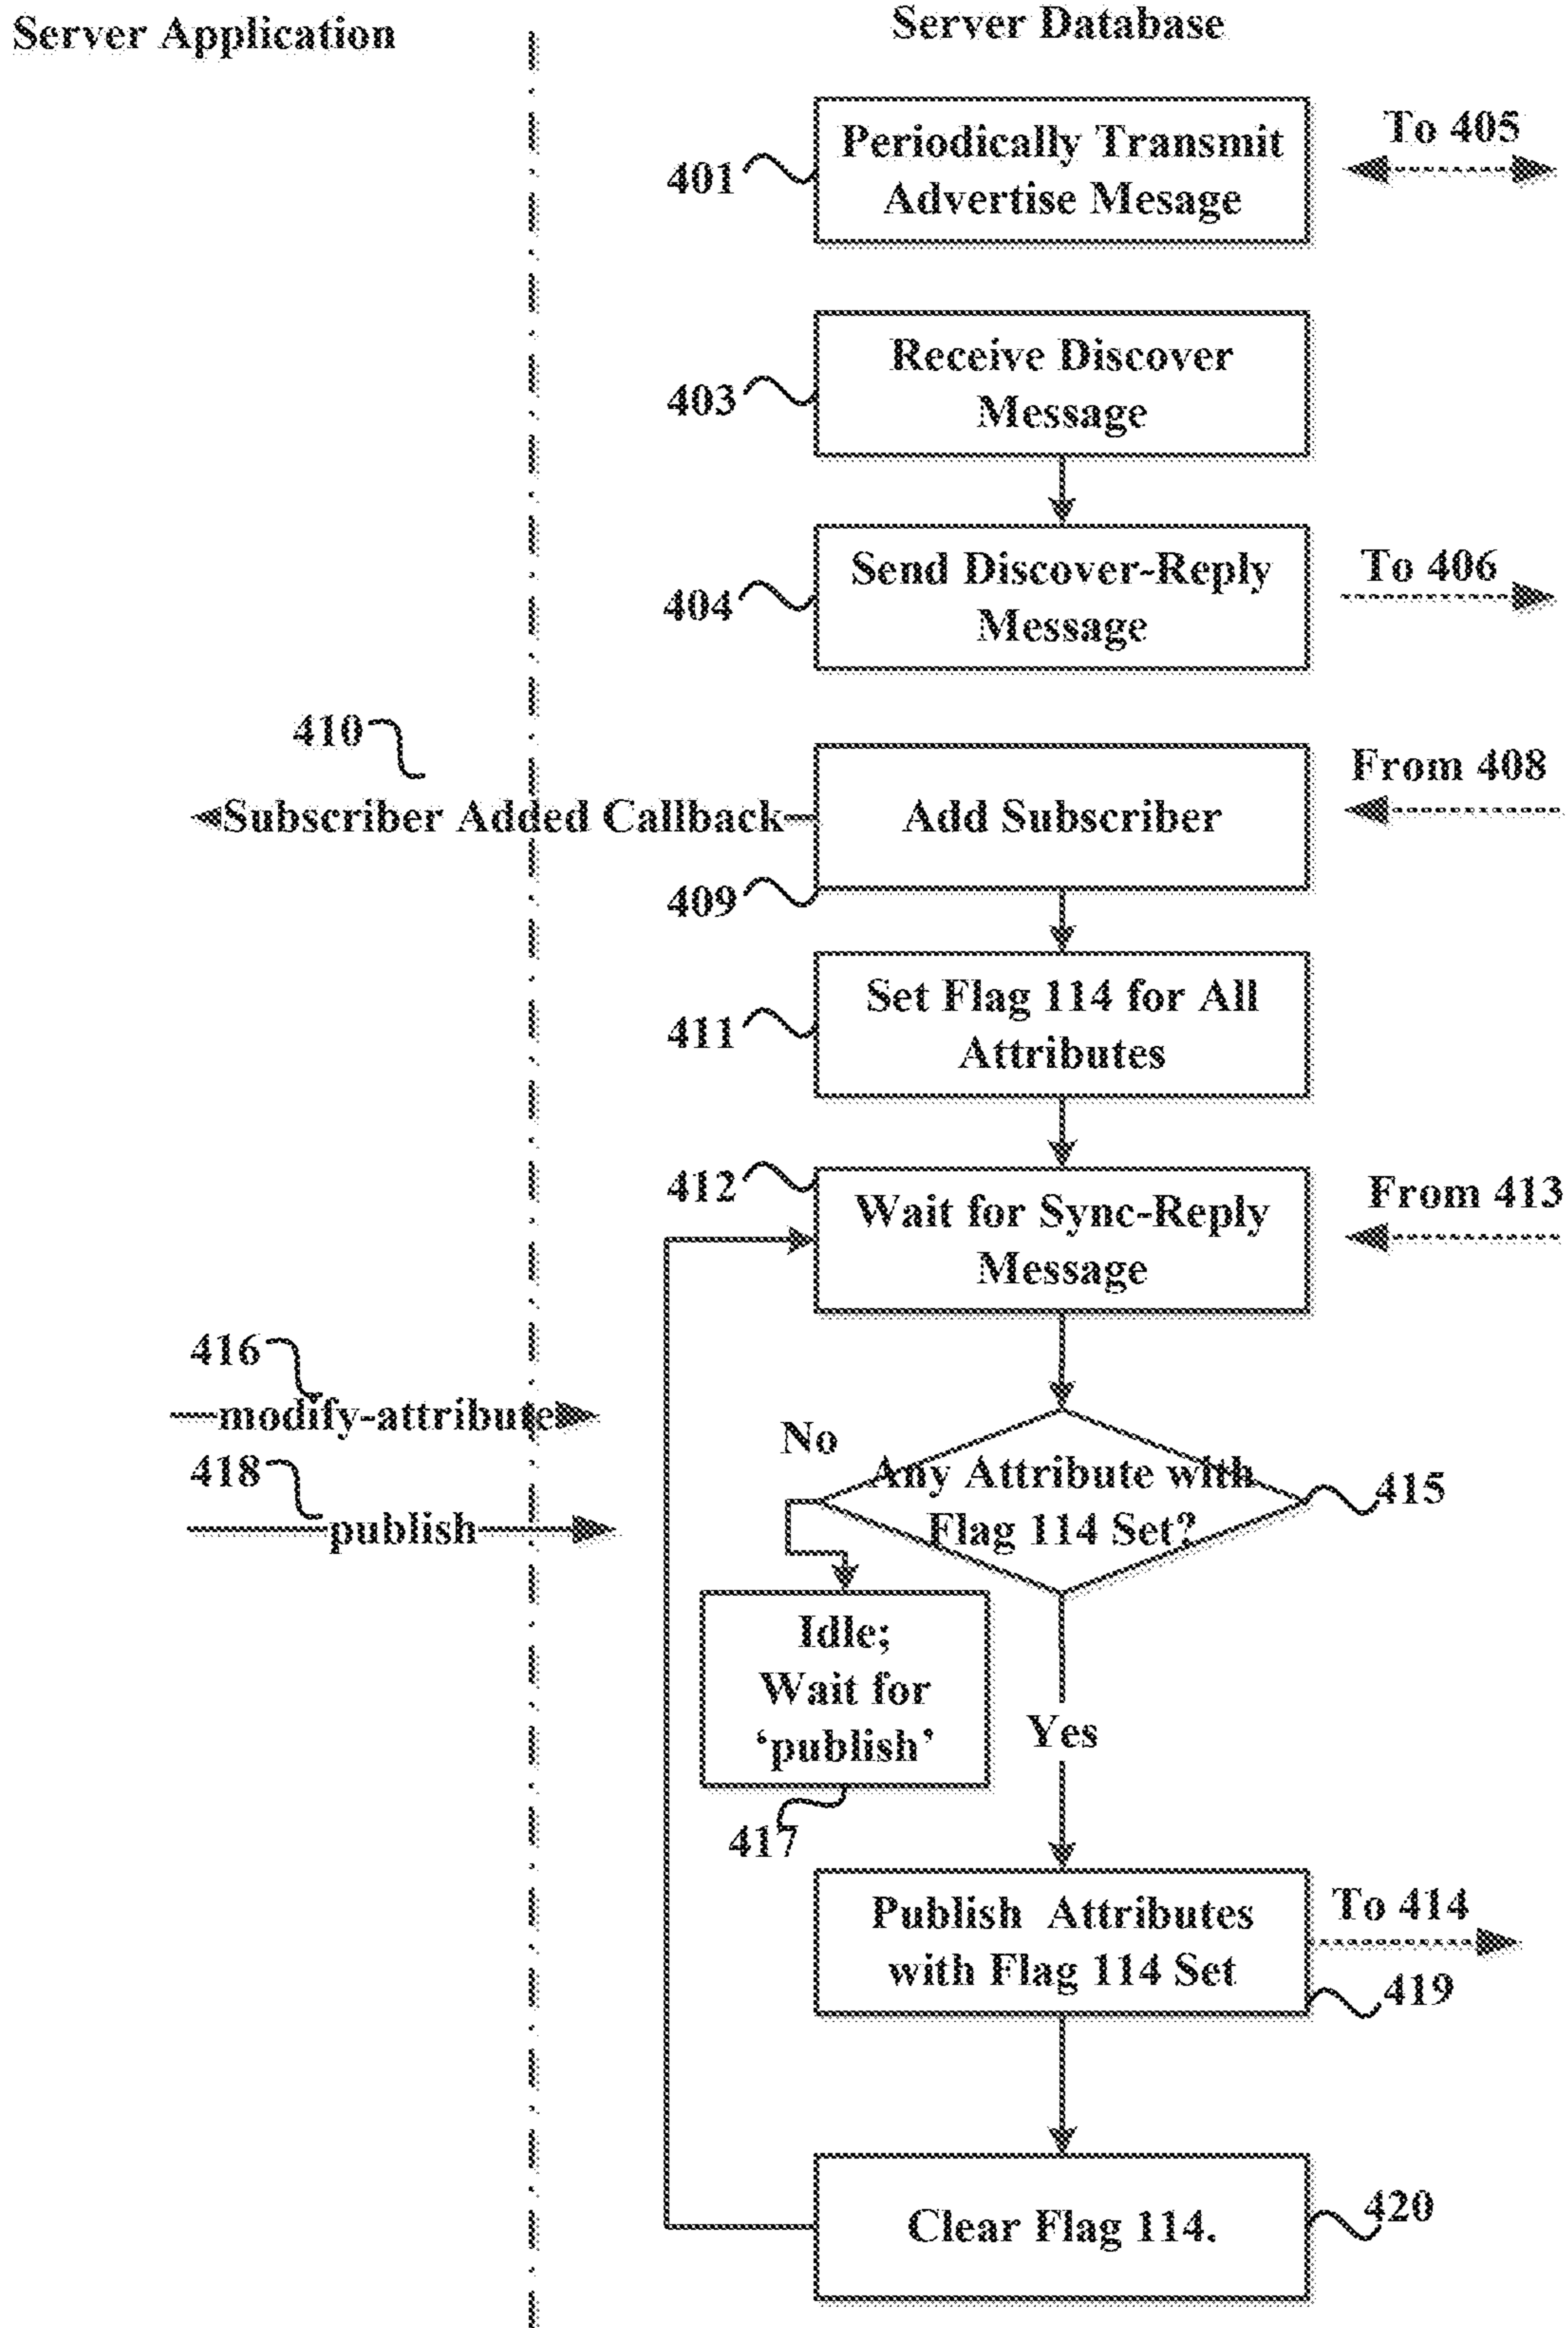 Server Application
Server Database
Periodically Transmit
Advertise Mesage
To 405
401
Receive Discover
Message
403
Send Discover-Reply
Message
To 406
404
410
Subscriber Added Callback
Add Subscriber
From 408
409
Set Flag 114 for All
Attributes
411
412
Wait for Sync-Reply
Message
From 413
416
modify-attribute
418
publish
No
Any Attribute with
Flag 114 Set?
415
Idle;
Wait for
‘publish’
Yes
417
Publish Attributes
with Flag 114 Set
To 414
419
Clear Flag 114.
420